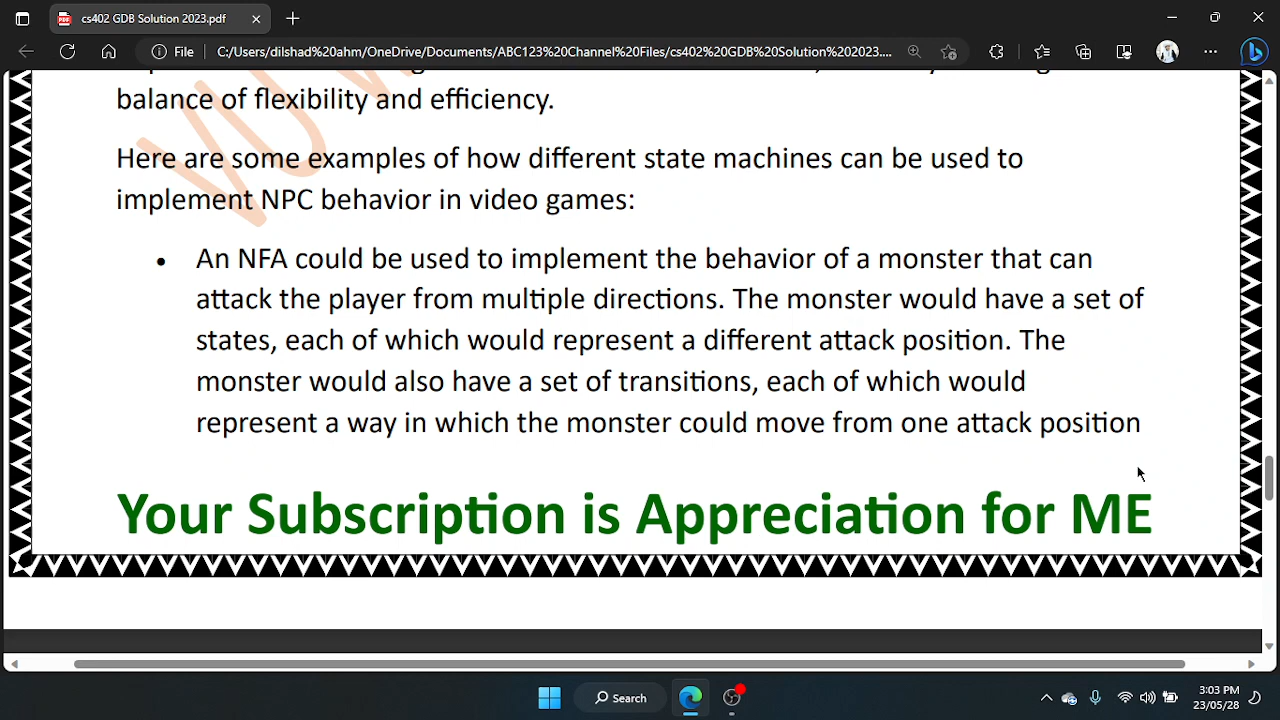 cs402 GDB Solution 2023.pdf
File
C:/Users/dilshad%20ahm/OneDrive/Documents/ABC123%20Channel%20Files/cs402%20GDB%20Solution%202023....
balance of flexibility and efficiency.
Here are some examples of how different state machines can be used to
implement NPC behavior in video games:
• An NFA could be used to implement the behavior of a monster that can
attack the player from multiple directions. The monster would have a set of
states, each of which would represent a different attack position. The
monster would also have a set of transitions, each of which would
represent a way in which the monster could move from one attack position
Your Subscription is Appreciation for ME
Search
3:03 PM
23/05/28